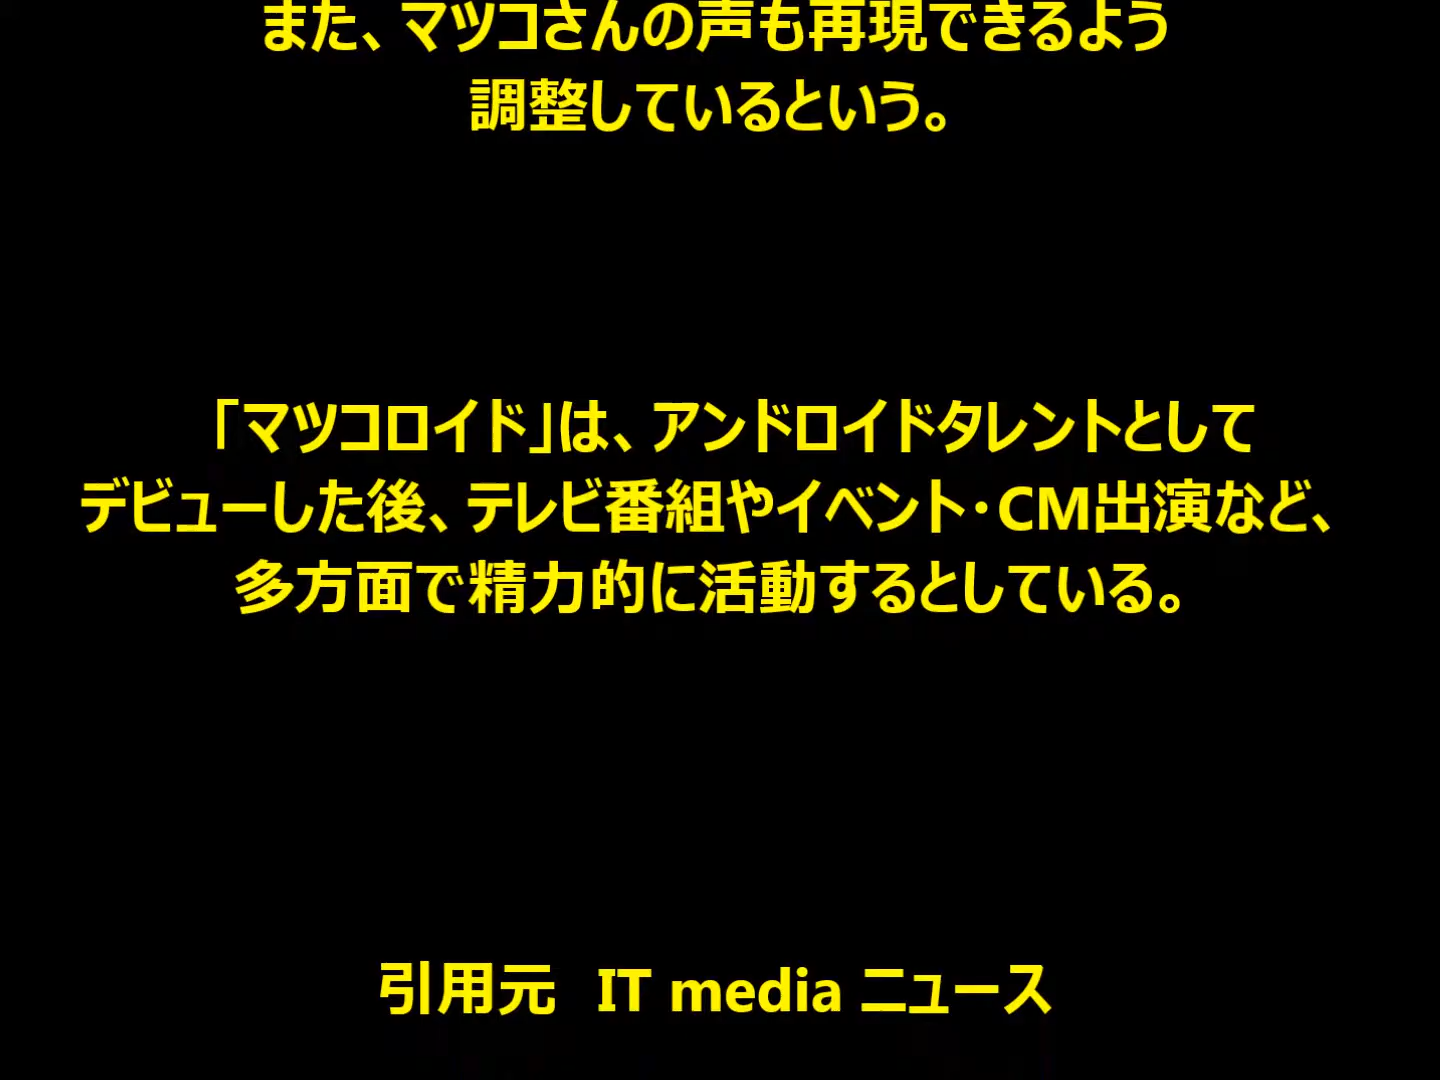 また、マツコさんの声も再現できるよう
調整しているという。
「マツコロイド」は、アンドロイドタレントとして
デビューした後、テレビ番組やイベント・CM出演など、
多方面で精力的に活動するとしている。
引用元　IT media ニュース